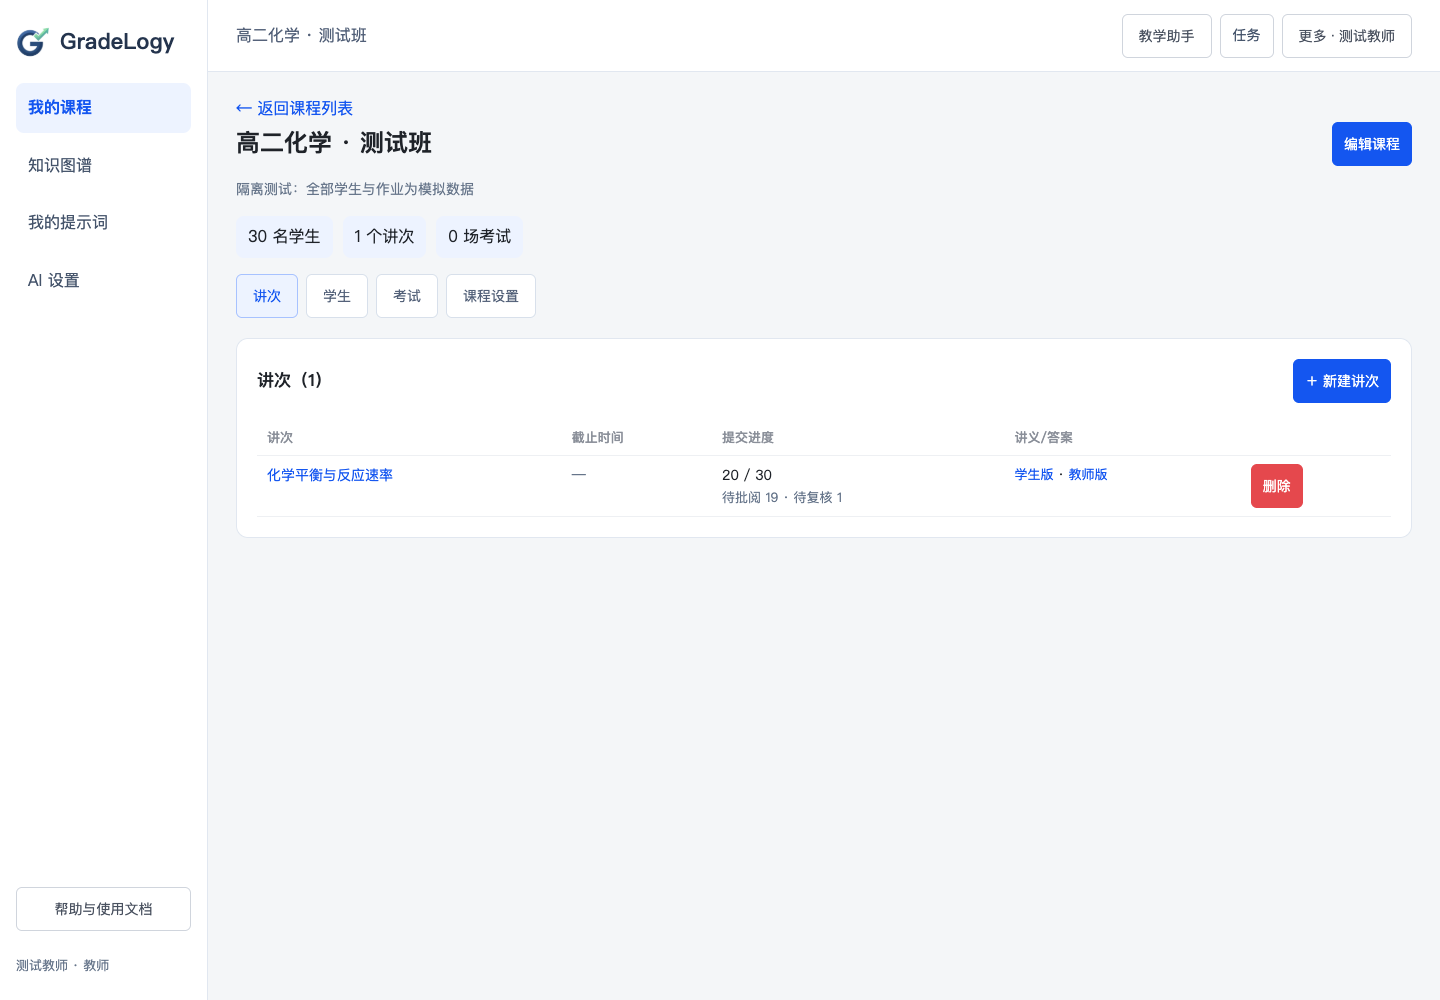 GradeLogy
我的课程
知识图谱
我的提示词
AI 设置
帮助与使用文档
测试教师 · 教师
高二化学 · 测试班
教学助手
任务
更多 · 测试教师
← 返回课程列表
高二化学 · 测试班
编辑课程
隔离测试：全部学生与作业为模拟数据
30 名学生
1 个讲次
0 场考试
讲次
学生
考试
课程设置
讲次（1）
+ 新建讲次
讲次 截止时间 提交进度 讲义/答案
化学平衡与反应速率 — 20 / 30 学生版 · 教师版 删除
待批阅 19 · 待复核 1